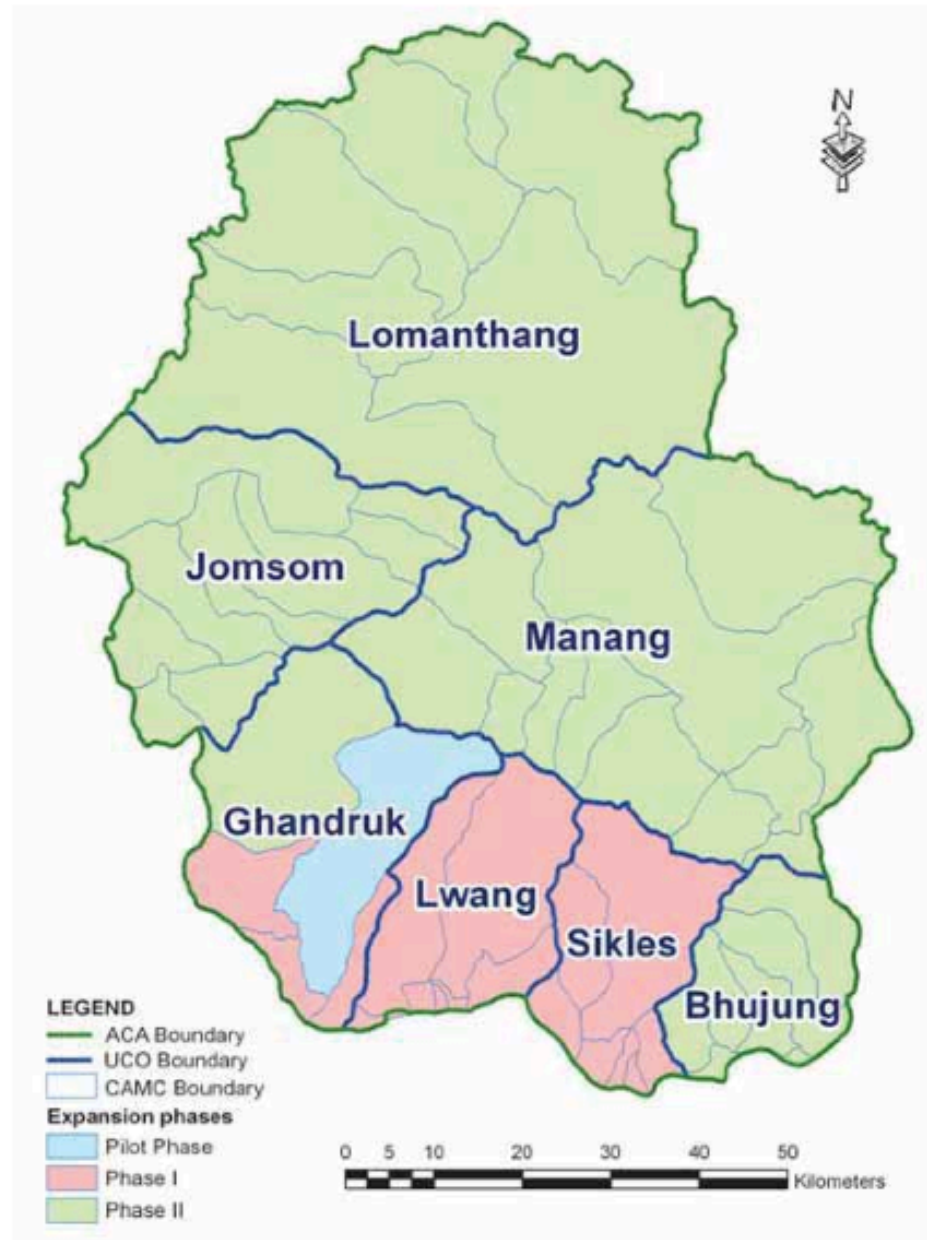 N
Lomanthang
Jomsom
Manang
Ghandruk
Lwang
Sikles
Bhujung
LEGEND
ACA Boundary
UCO Boundary
CAMC Boundary
Expansion phases
Pilot Phase
Phase I
Phase II
0 5 10 20 30 40 50
Kilometers